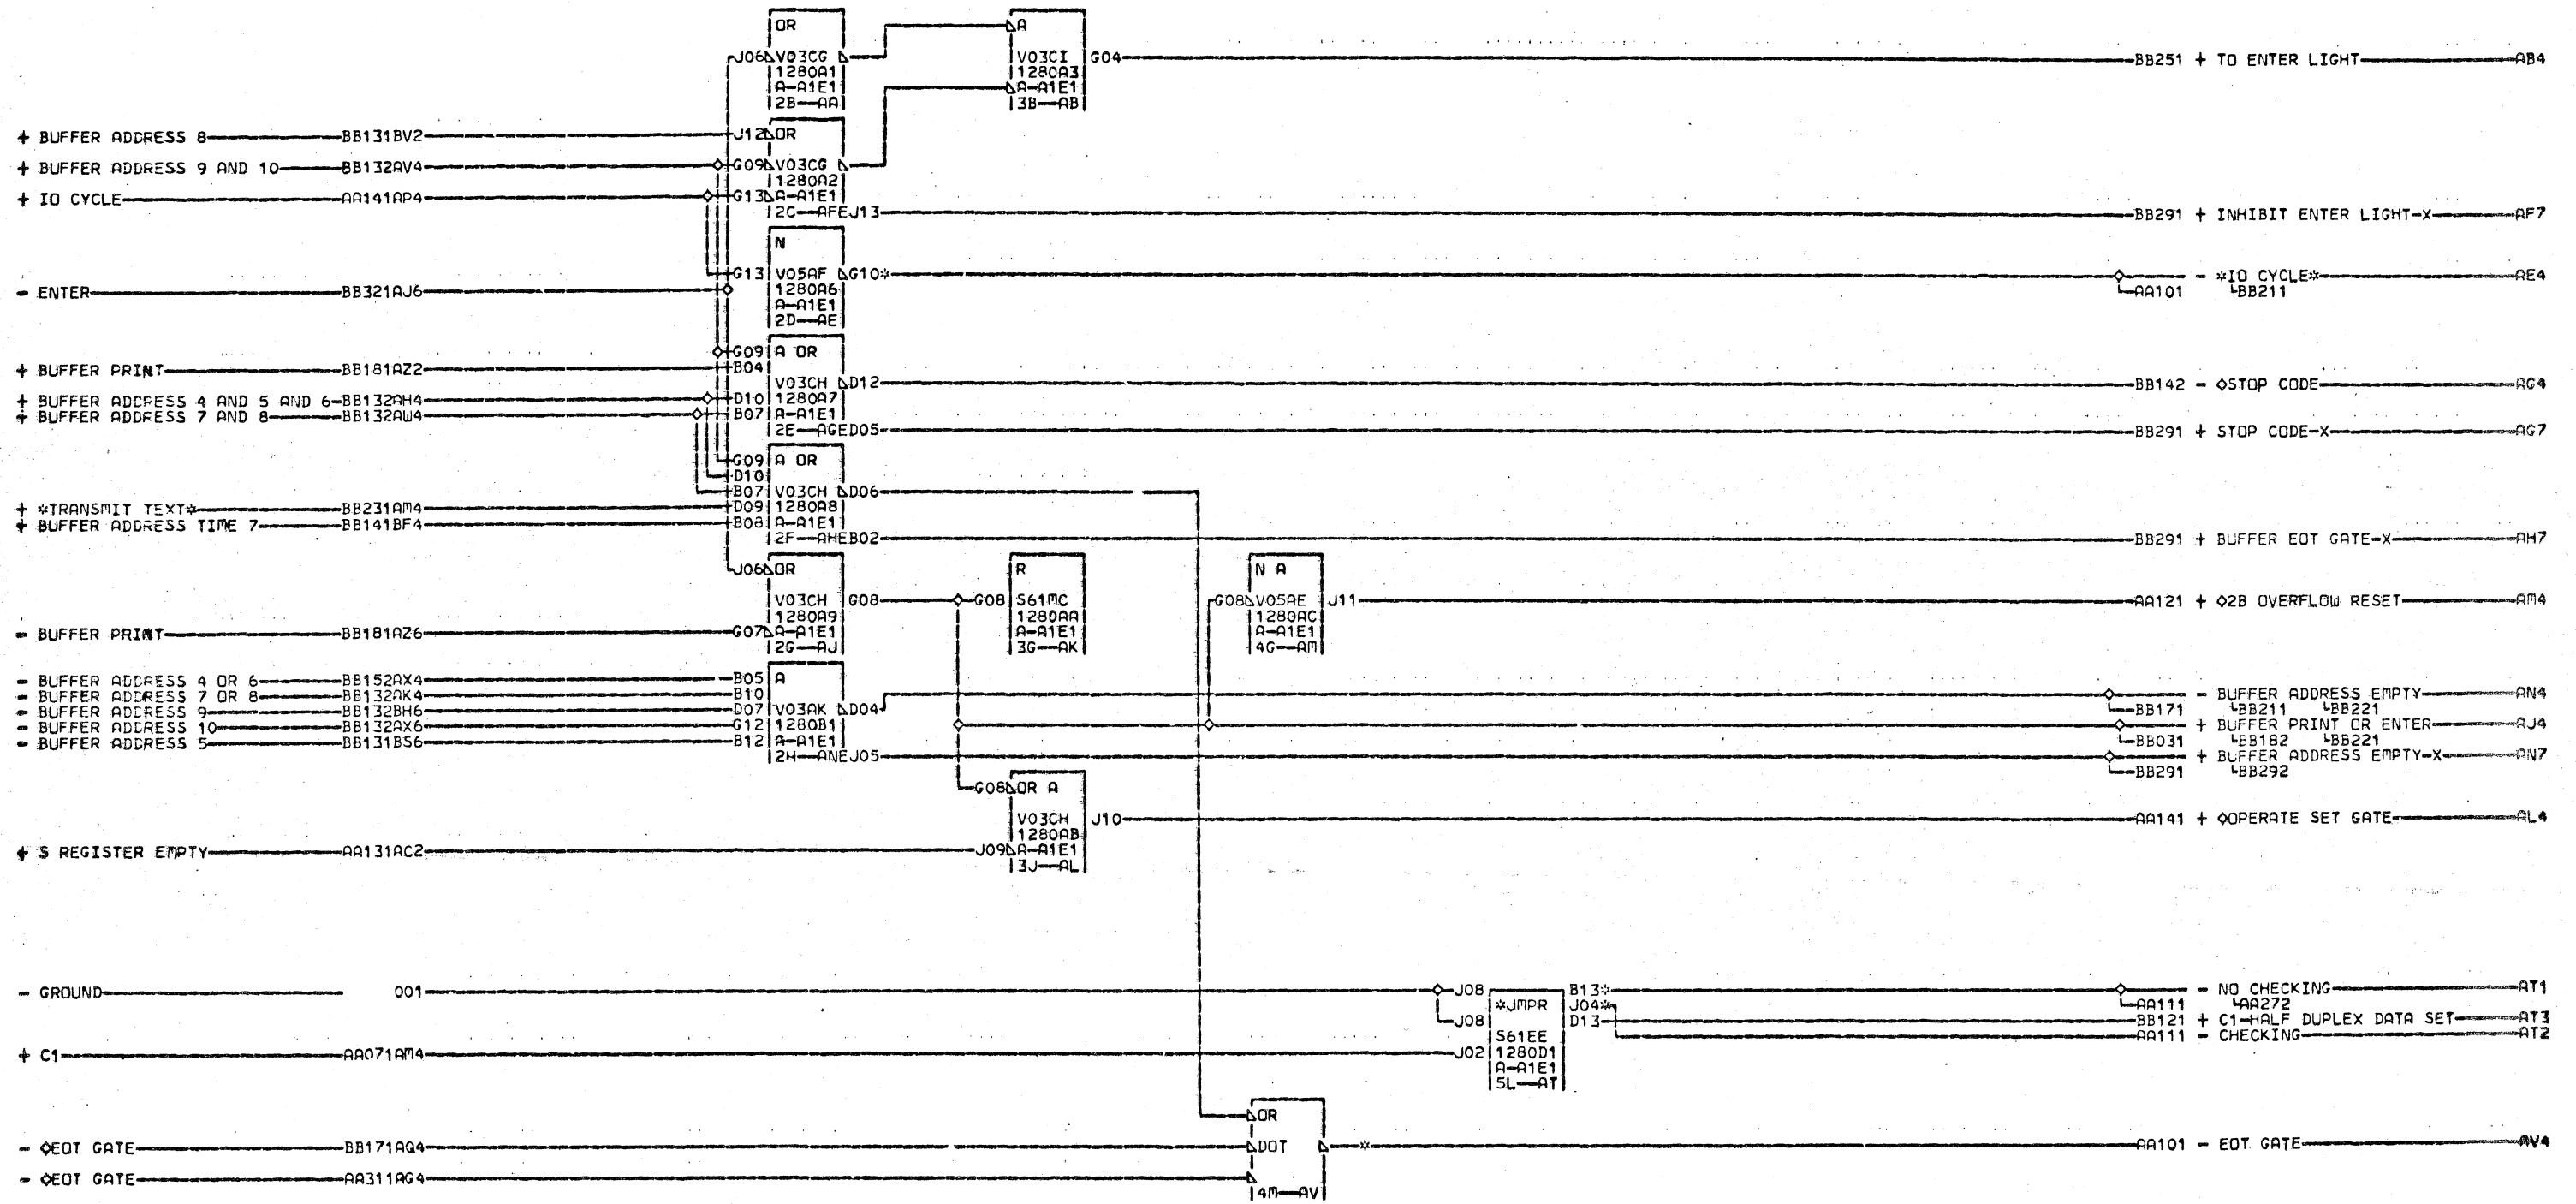 OR
J06 V03CG
1280A1
A-A1E1
2B—AA
A
V03CI G04
1280A3
A-A1E1
3B—AB
BB251 + TO ENTER LIGHT AB4
+ BUFFER ADDRESS 8 BB131BV2 J12 OR
+ BUFFER ADDRESS 9 AND 10 BB132AV4 G09 V03CG
1280A2
+ IO CYCLE AA141AP4 G13 A-A1E1
2C—AFEJ13 BB291 + INHIBIT ENTER LIGHT-X AF7
N
G13 V05AF G10* - *IO CYCLE* AE4
- ENTER BB321AJ6 1280A6 AA101 BB211
A-A1E1
2D—AE
G09 A OR
+ BUFFER PRINT BB181AZ2 B04
V03CH D12 BB142 - ◇STOP CODE AG4
+ BUFFER ADDRESS 4 AND 5 AND 6 BB132AH4 D10 1280A7
+ BUFFER ADDRESS 7 AND 8 BB132AW4 B07 A-A1E1
2E—AGED05 BB291 + STOP CODE-X AG7
G09 A OR
D10
B07 V03CH D06
+ *TRANSMIT TEXT* BB231AM4 D09 1280A8
+ BUFFER ADDRESS TIME 7 BB141BF4 B08 A-A1E1
2F—AHEB02 BB291 + BUFFER EOT GATE-X AH7
J06 OR R N A
V03CH G08 G08 S61MC G08 V05AE J11 AA121 + ◇2B OVERFLOW RESET AM4
1280A9 1280AA 1280AC
- BUFFER PRINT BB181AZ6 G07 A-A1E1 A-A1E1 A-A1E1
2G—AJ 3G—AK 4G—AM
- BUFFER ADDRESS 4 OR 6 BB152AX4 B05 A
- BUFFER ADDRESS 7 OR 8 BB132AK4 B10 - BUFFER ADDRESS EMPTY AN4
- BUFFER ADDRESS 9 BB132BH6 D07 V03AK D04 BB171 BB211 BB221
- BUFFER ADDRESS 10 BB132AX6 G12 1280B1 + BUFFER PRINT OR ENTER AJ4
- BUFFER ADDRESS 5 BB131BS6 B12 A-A1E1 BB031 BB182 BB221
2H—ANEJ05 + BUFFER ADDRESS EMPTY-X AN7
BB291 BB292
G08 OR A
V03CH J10 AA141 + ◇OPERATE SET GATE AL4
1280AB
+ S REGISTER EMPTY AA131AC2 J09 A-A1E1
3J—AL
- GROUND 001 J08 B13* - NO CHECKING AT1
*JMPR J04* AA111 AA272
J08 D13 BB121 + C1-HALF DUPLEX DATA SET AT3
S61EE AA111 - CHECKING AT2
+ C1 AA071AM4 J02 1280D1
A-A1E1
5L—AT
OR
- ◇EOT GATE BB171AQ4 DOT * AA101 - EOT GATE AV4
- ◇EOT GATE AA311AG4
4M—AV